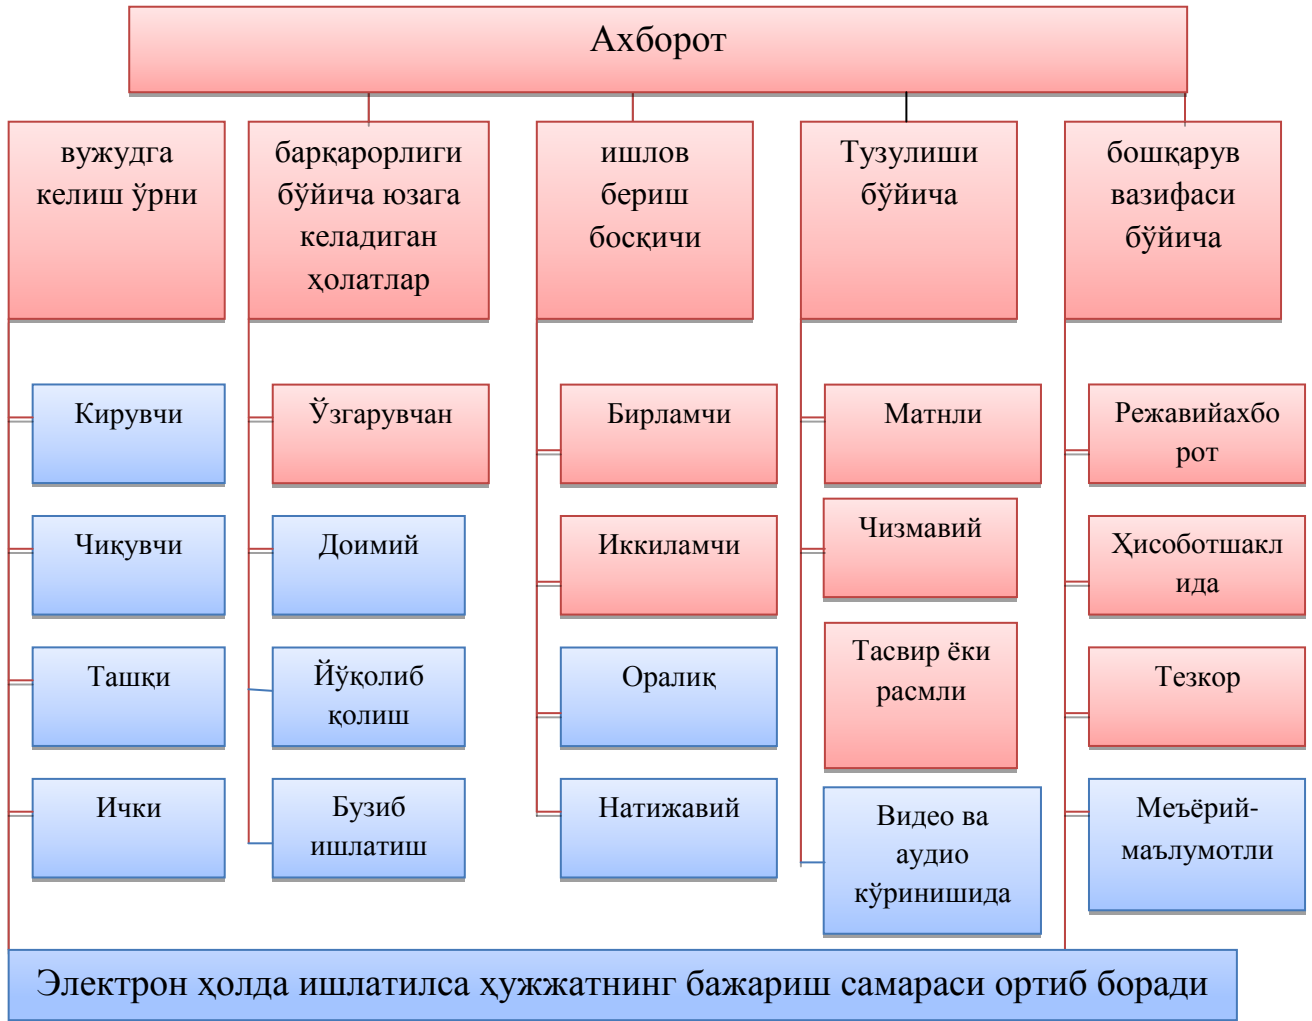 Ахборот
вужудга
келиш ўрни
Кирувчи
Чиқувчи
Ташқи
Ички
барқарорлиги
бўйича юзага
келадиган
ҳолатлар
Ўзгарувчан
Доимий
Йўқолиб
қолиш
Бузиб
ишлатиш
ишлов
бериш
босқичи
Бирламчи
Иккиламчи
Оралиқ
Натижавий
Тузулиши
бўйича
Матнли
Чизмавий
Тасвир ёки
расмли
Видео ва
аудио
кўринишида
бошқарув
вазифаси
бўйича
Режавийахбо
рот
Ҳисоботшакл
ида
Тезкор
Меъёрий-
маълумотли
Электрон ҳолда ишлатилса ҳужжатнинг бажариш самараси ортиб боради